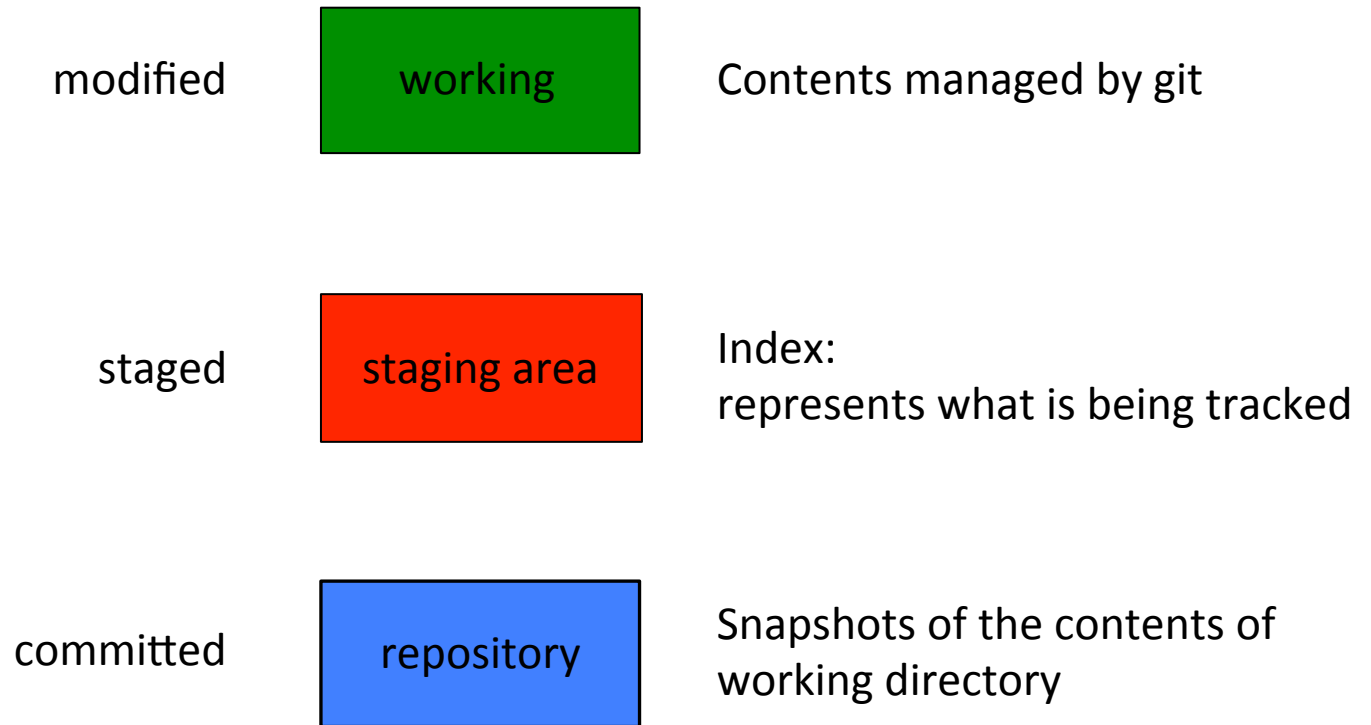 modified
working
Contents managed by git
staged
staging area
Index:
represents what is being tracked
committed
repository
Snapshots of the contents of
working directory